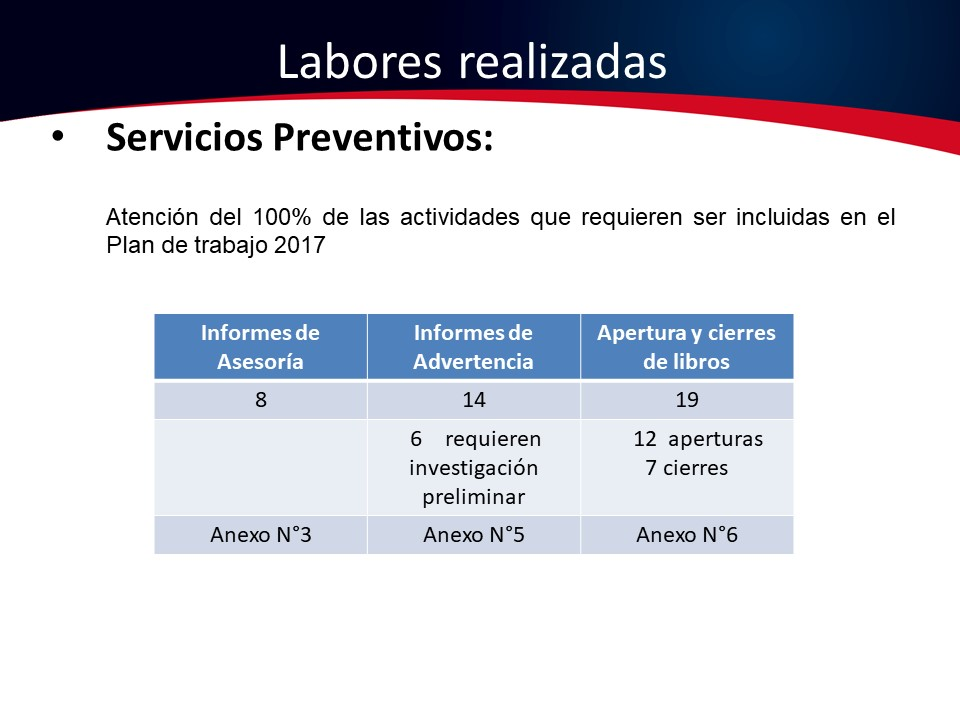 Labores realizadas
• Servicios Preventivos:
Atención del 100% de las actividades que requieren ser incluidas en el
Plan de trabajo 2017
Informes de Asesoría | Informes de Advertencia | Apertura y cierres de libros
8 | 14 | 19
 | 6 requieren investigación preliminar | 12 aperturas 7 cierres
Anexo N°3 | Anexo N°5 | Anexo N°6